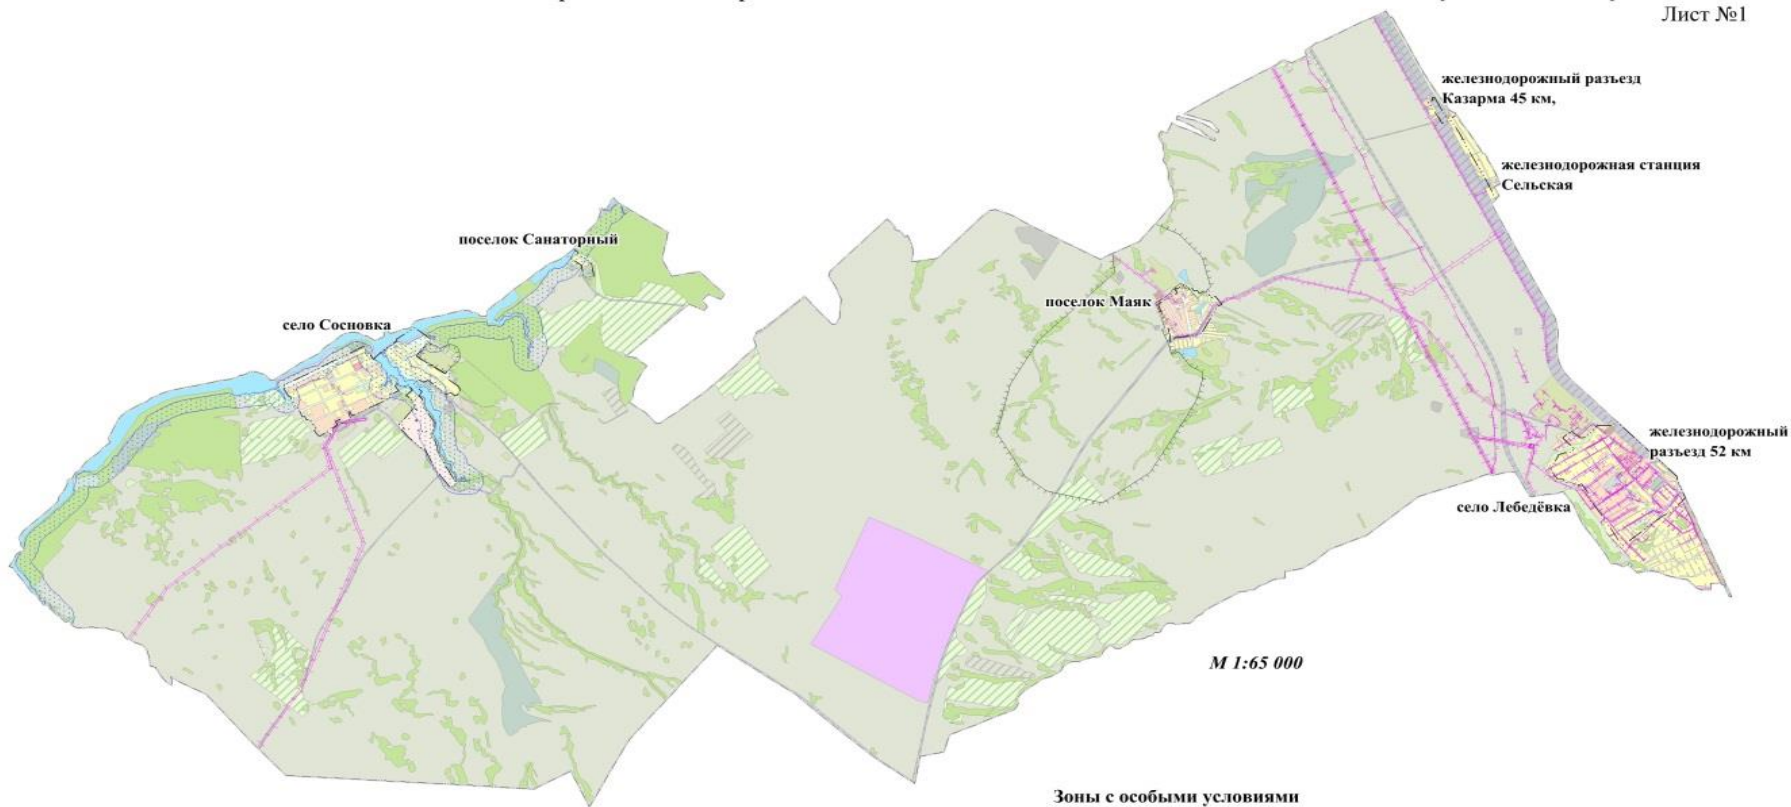 Лист №1
железнодорожный разъезд
Казарма 45 км,
железнодорожная станция
Сельская
поселок Санаторный
поселок Маяк
село Сосновка
железнодорожный
разъезд 52 км
село Лебедёвка
М 1:65 000
Зоны с особыми условиями